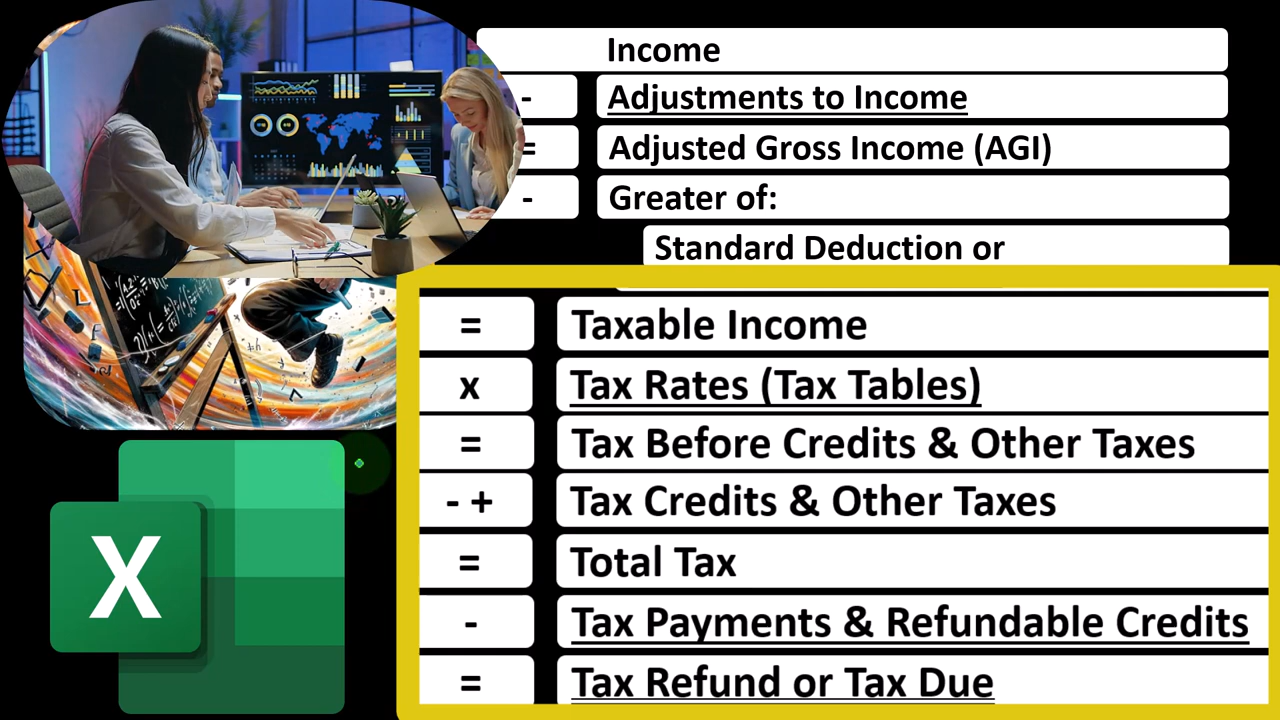 Income
- Adjustments to Income
= Adjusted Gross Income (AGI)
- Greater of:
Standard Deduction or
= Taxable Income
x Tax Rates (Tax Tables)
= Tax Before Credits & Other Taxes
- + Tax Credits & Other Taxes
= Total Tax
- Tax Payments & Refundable Credits
= Tax Refund or Tax Due
X